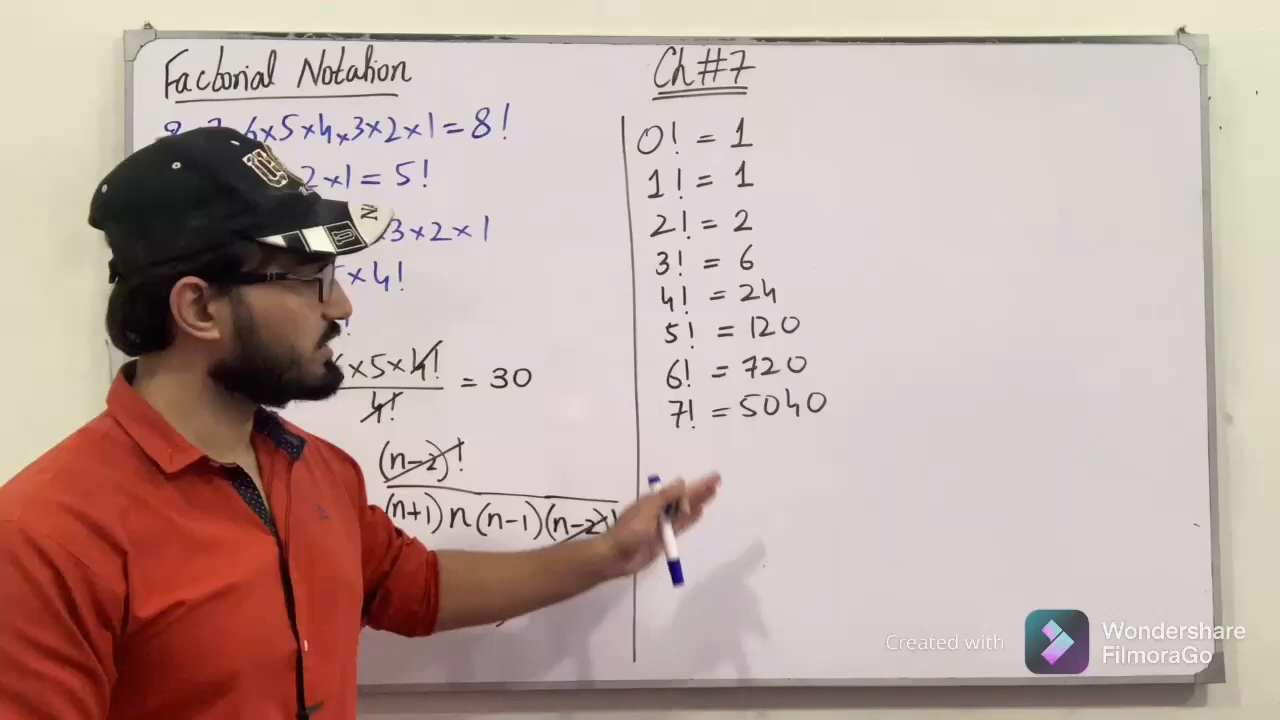 Factorial Notation
6×5×4×3×2×1=8!
2×1=5!
3×2×1
×4!
×5×4!
4!
=30
(n-2)!
(n+1)n(n-1)(n-2)!
Ch#7
0! = 1
1! = 1
2! = 2
3! = 6
4! = 24
5! = 120
6! = 720
7! = 5040
Created with
Wondershare
FilmoraGo